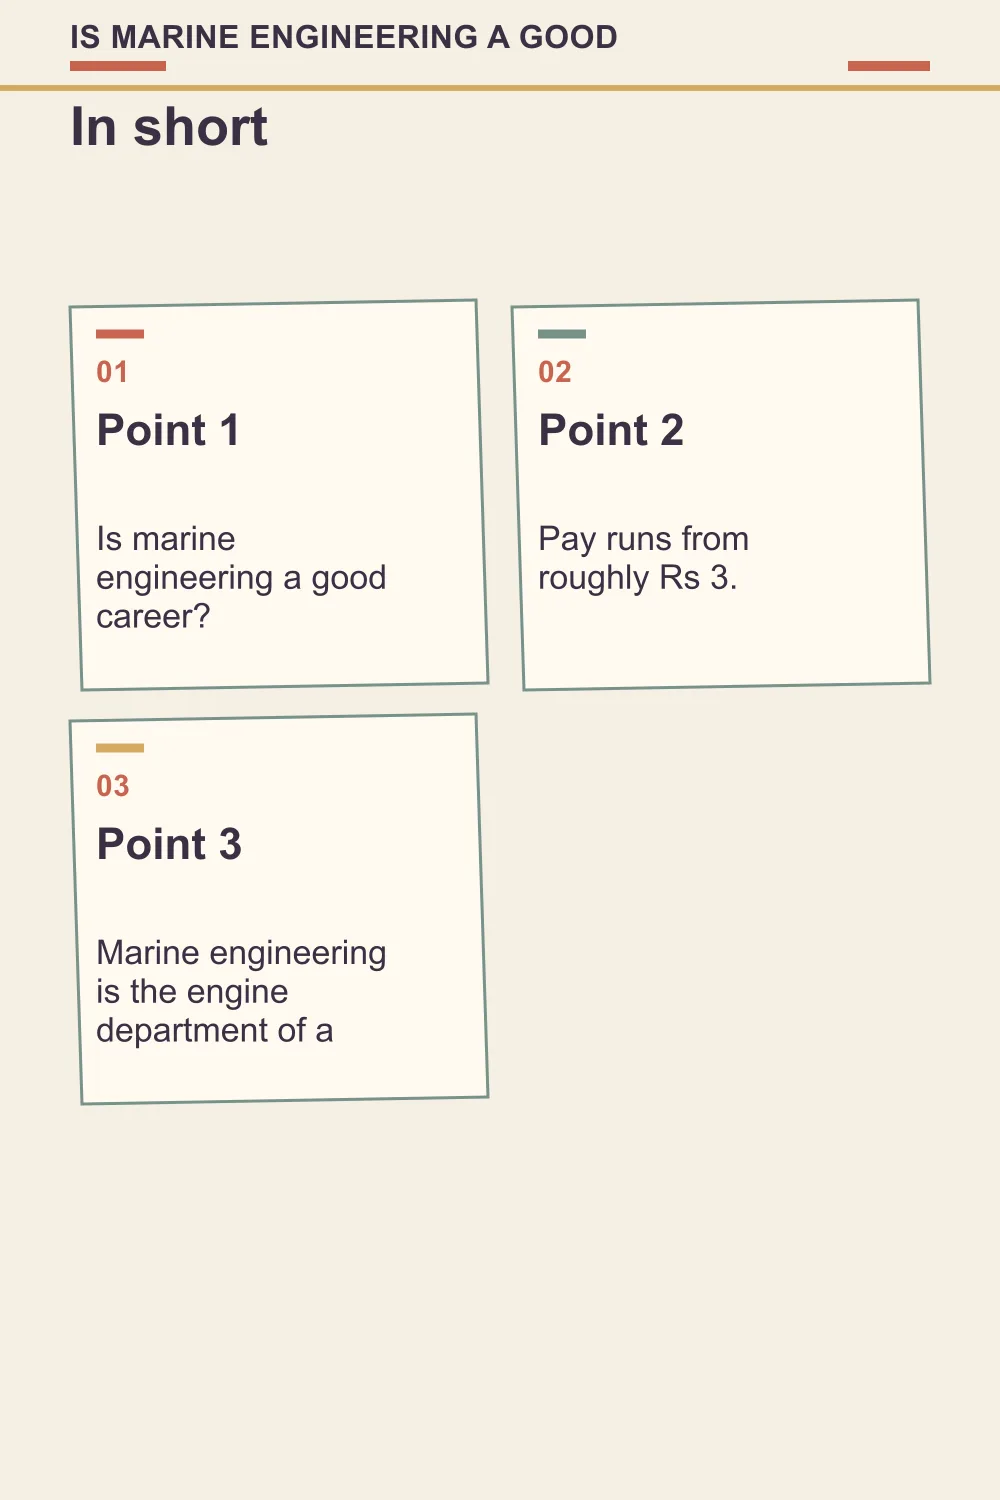 IS MARINE ENGINEERING A GOOD
In short
01
Point 1
Is marine
engineering a good
career?
02
Point 2
Pay runs from
roughly Rs 3.
03
Point 3
Marine engineering
is the engine
department of a